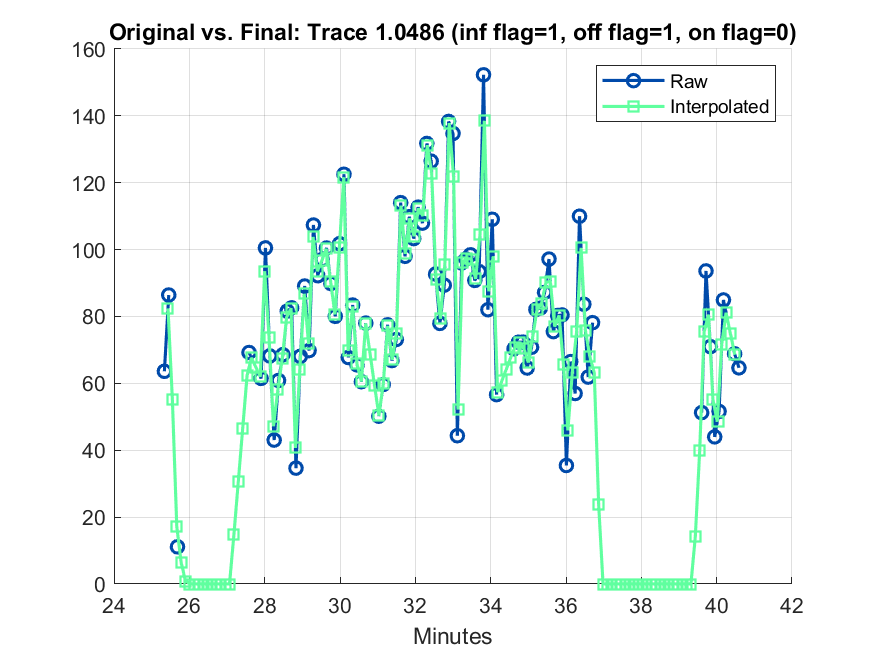 Original vs. Final: Trace 1.0486 (inf flag=1, off flag=1, on flag=0)
160
140
120
100
80
60
40
20
0
Raw
Interpolated
24 26 28 30 32 34 36 38 40 42
Minutes